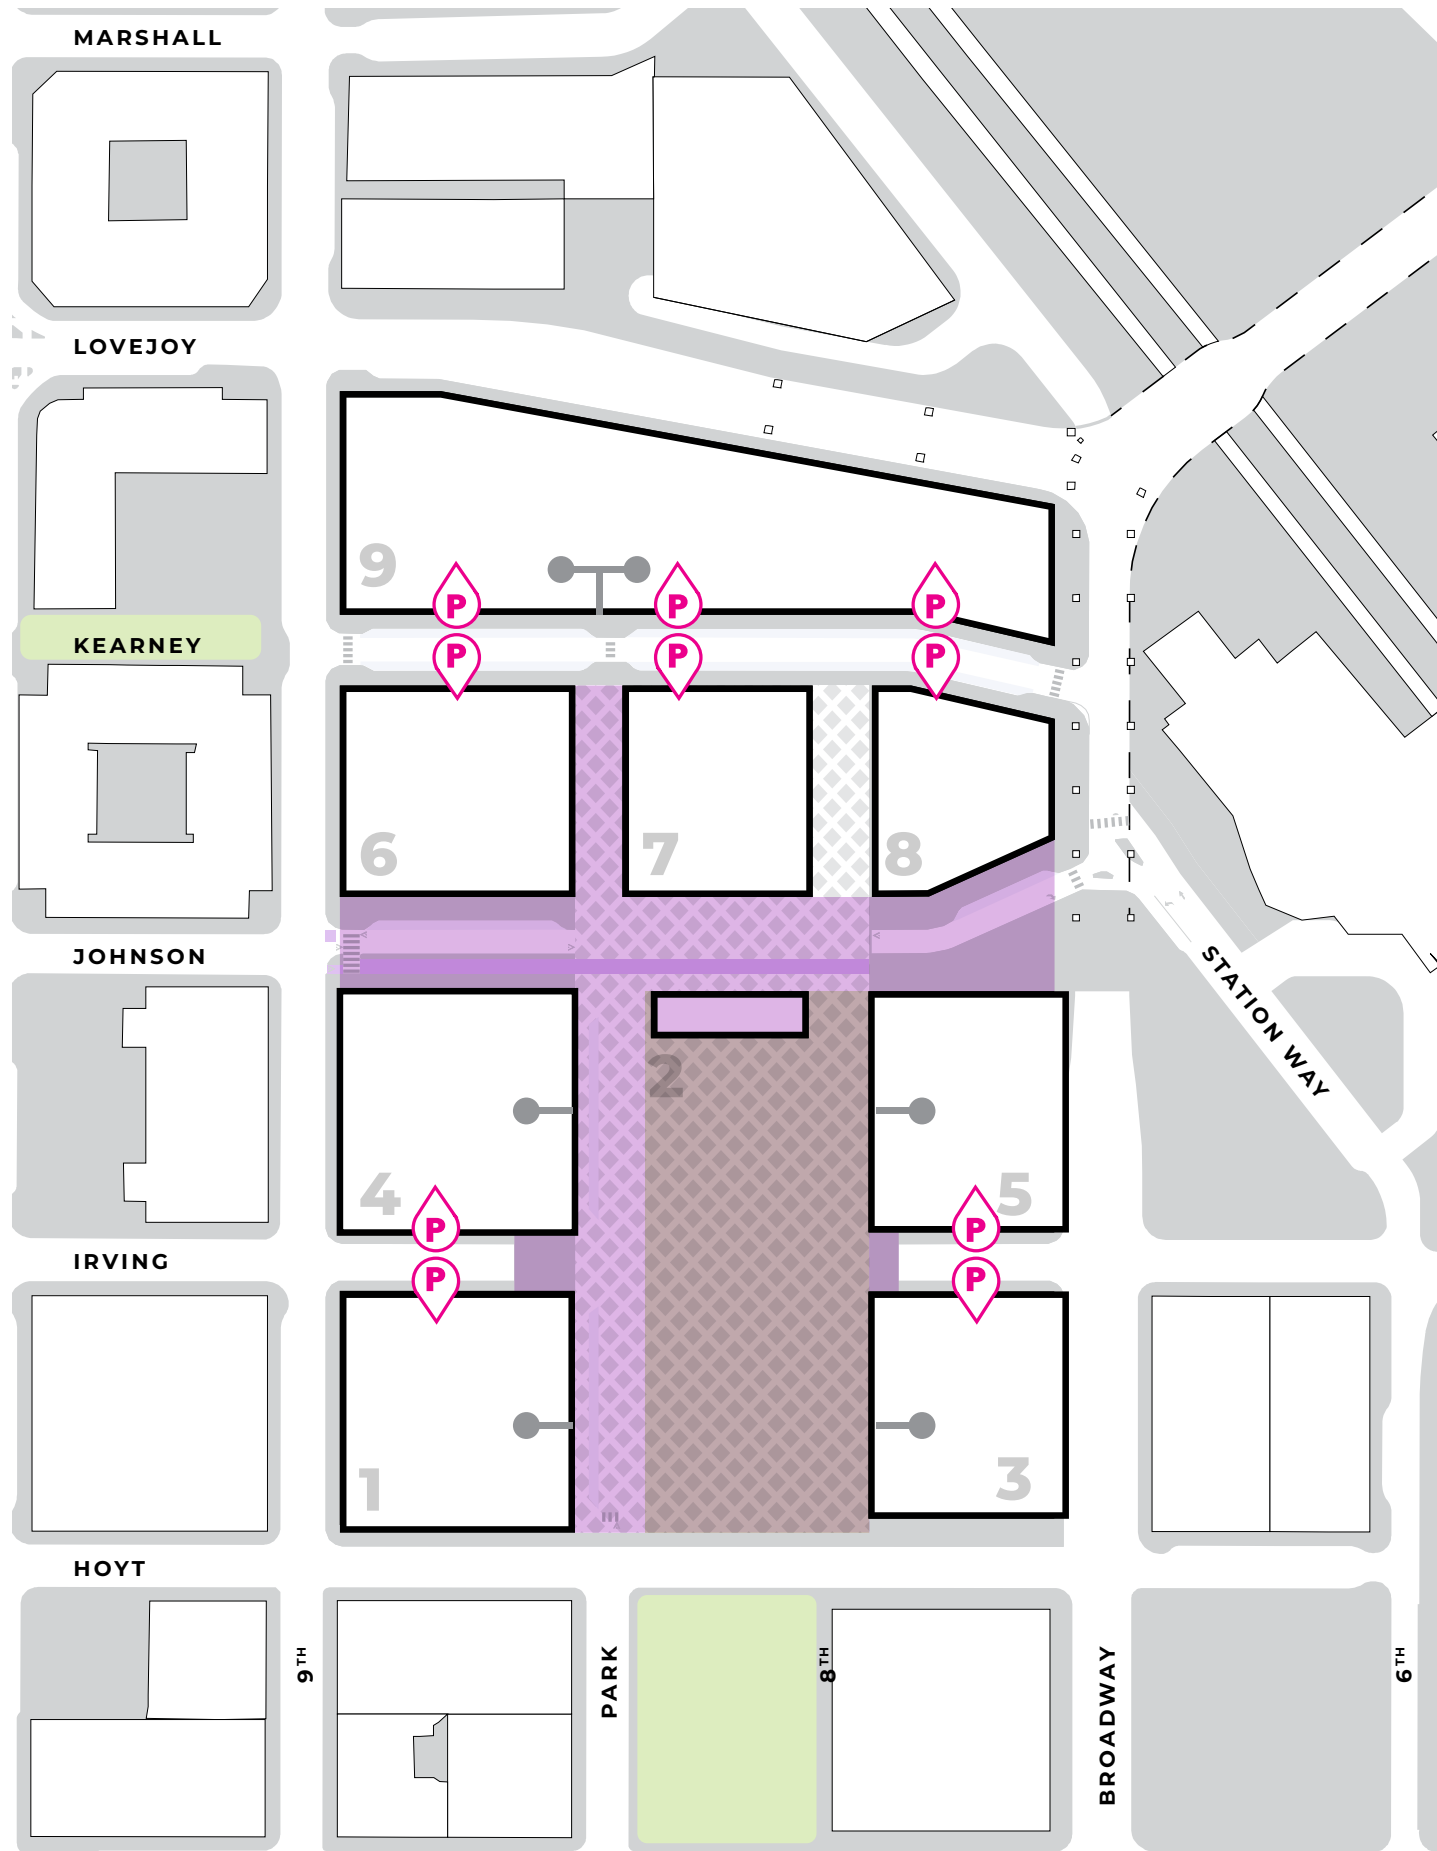 MARSHALL
LOVEJOY
9
P P P
KEARNEY
P P P
6 7 8
JOHNSON
STATION WAY
2
4 5
P P
IRVING
P P
1 3
HOYT
9TH
PARK
8TH
BROADWAY
6TH